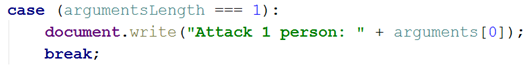 case (argumentsLength === 1):
document.write("Attack 1 person: " + arguments[0]);
break;